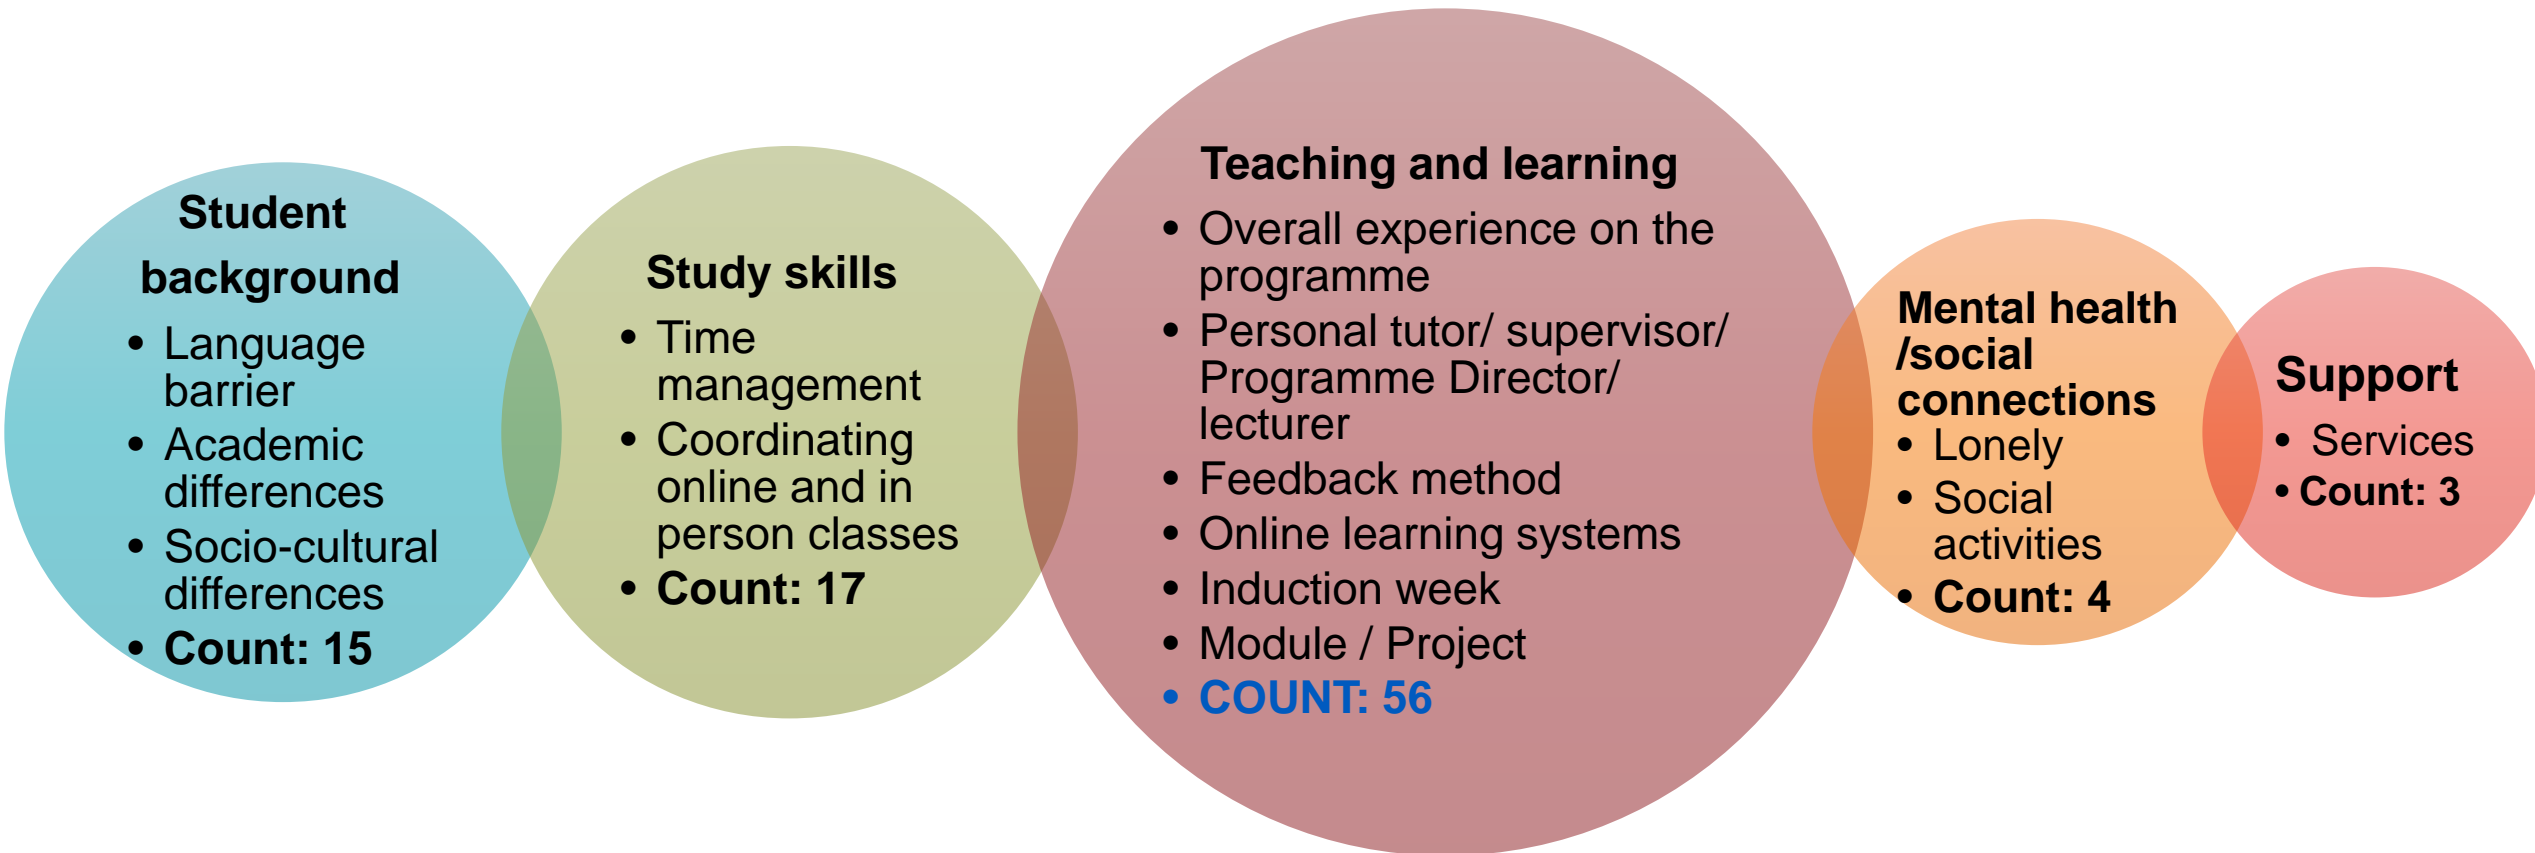 Student
background
• Language
barrier
• Academic
differences
• Socio-cultural
differences
• Count: 15
Study skills
• Time
management
• Coordinating
online and in
person classes
• Count: 17
Teaching and learning
• Overall experience on the
programme
• Personal tutor/ supervisor/
Programme Director/
lecturer
• Feedback method
• Online learning systems
• Induction week
• Module / Project
• COUNT: 56
Mental health
/social
connections
• Lonely
• Social
activities
• Count: 4
Support
• Services
• Count: 3